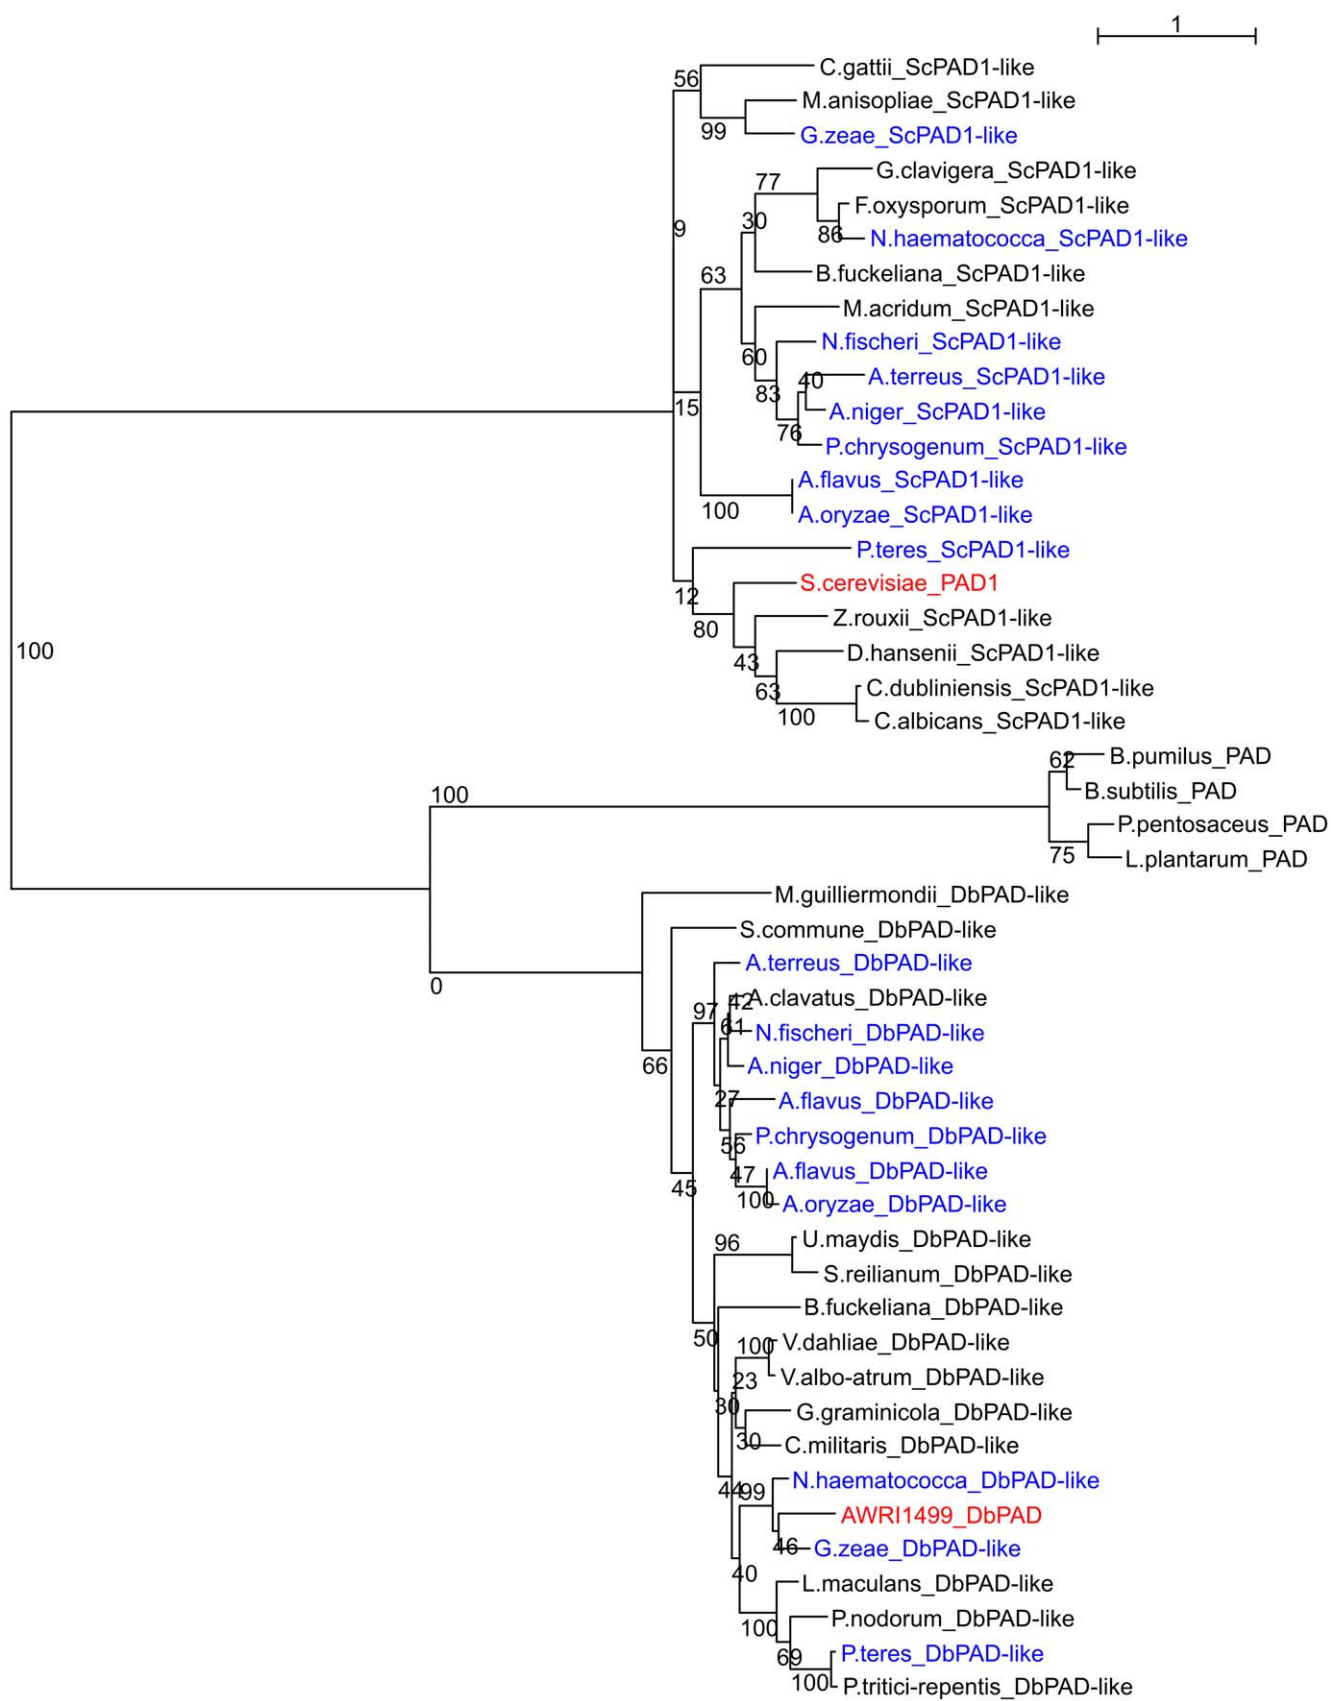 1
C.gattii_ScPAD1-like
56
M.anisopliae_ScPAD1-like
99
G.zeae_ScPAD1-like
G.clavigera_ScPAD1-like
77
F.oxysporum_ScPAD1-like
30
9
86
N.haematococca_ScPAD1-like
B.fuckeliana_ScPAD1-like
63
M.acridum_ScPAD1-like
N.fischeri_ScPAD1-like
60
A.terreus_ScPAD1-like
40
83
15
A.niger_ScPAD1-like
76
P.chrysogenum_ScPAD1-like
A.flavus_ScPAD1-like
100
A.oryzae_ScPAD1-like
P.teres_ScPAD1-like
S.cerevisiae_PAD1
12
Z.rouxii_ScPAD1-like
80
100
D.hansenii_ScPAD1-like
43
C.dubliniensis_ScPAD1-like
63
100
C.albicans_ScPAD1-like
B.pumilus_PAD
62
B.subtilis_PAD
100
P.pentosaceus_PAD
75
L.plantarum_PAD
M.guilliermondii_DbPAD-like
S.commune_DbPAD-like
A.terreus_DbPAD-like
0
A.clavatus_DbPAD-like
42
97
61
N.fischeri_DbPAD-like
66
A.niger_DbPAD-like
27
A.flavus_DbPAD-like
P.chrysogenum_DbPAD-like
56
A.flavus_DbPAD-like
47
45
100
A.oryzae_DbPAD-like
U.maydis_DbPAD-like
96
S.reilianum_DbPAD-like
B.fuckeliana_DbPAD-like
50
100
V.dahliae_DbPAD-like
V.albo-atrum_DbPAD-like
23
30
G.graminicola_DbPAD-like
30
C.militaris_DbPAD-like
N.haematococca_DbPAD-like
44
99
AWRI1499_DbPAD
46
G.zeae_DbPAD-like
40
L.maculans_DbPAD-like
P.nodorum_DbPAD-like
100
P.teres_DbPAD-like
69
100
P.tritici-repentis_DbPAD-like